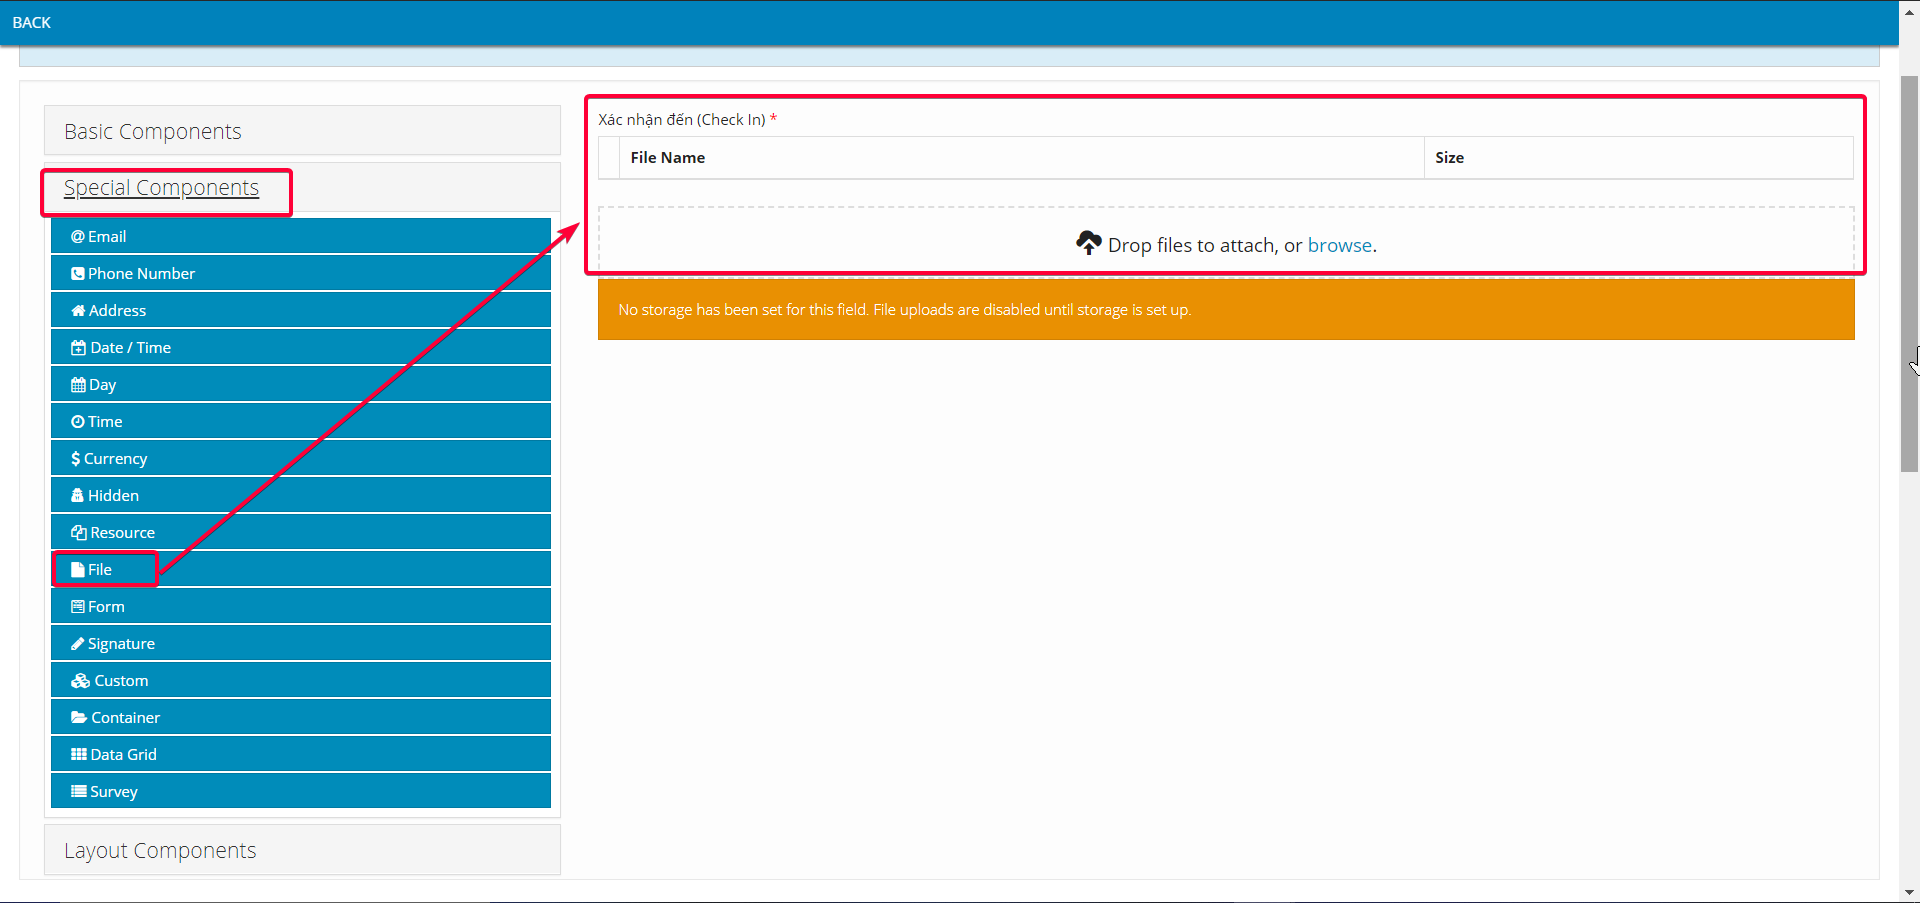 BACK
Basic Components
Special Components
@ Email
Phone Number
Address
Date / Time
Day
Time
$ Currency
Hidden
Resource
File
Form
Signature
Custom
Container
Data Grid
Survey
Layout Components
Xác nhận đến (Check In) *
File Name Size
Drop files to attach, or browse.
No storage has been set for this field. File uploads are disabled until storage is set up.